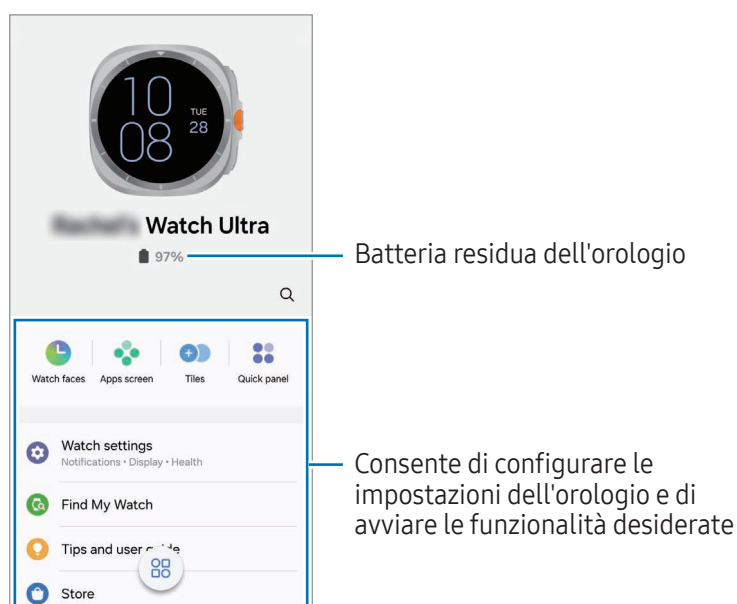 10
08
TUE
28
Watch Ultra
97%
Batteria residua dell'orologio
Watch faces
Apps screen
Tiles
Quick panel
Watch settings
Notifications • Display • Health
Find My Watch
Tips and user
Store
Consente di configurare le
impostazioni dell'orologio e di
avviare le funzionalità desiderate